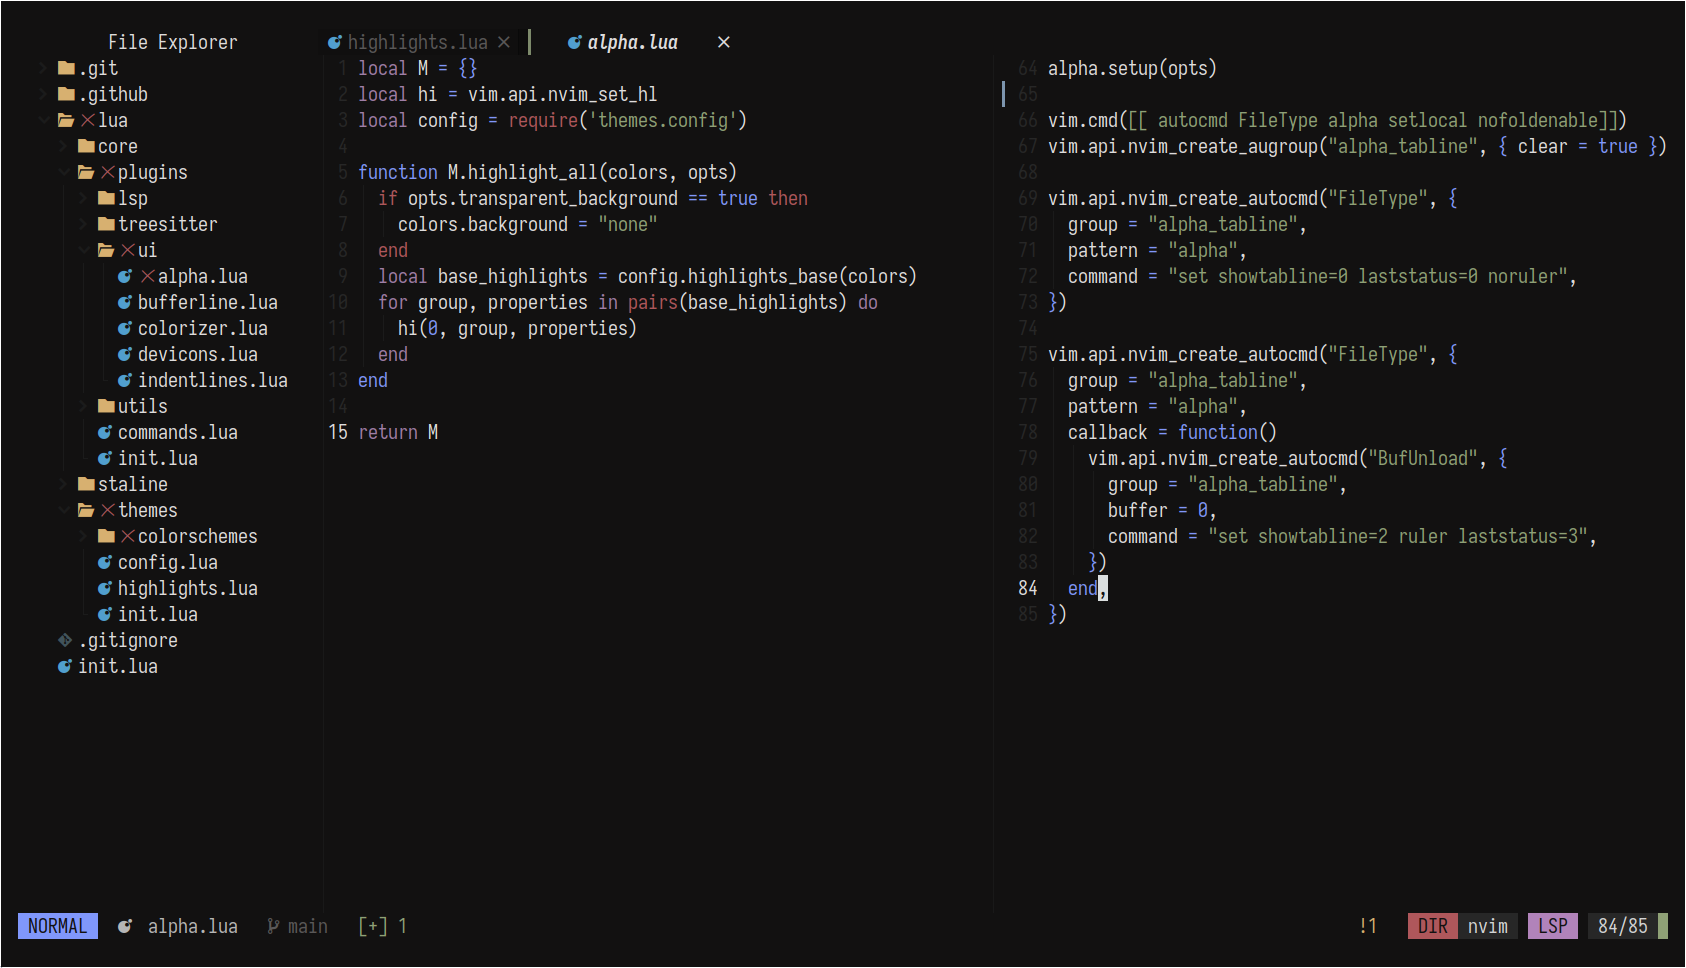 File Explorer
.git
.github
lua
core
plugins
lsp
treesitter
ui
alpha.lua
bufferline.lua
colorizer.lua
devicons.lua
indentlines.lua
utils
commands.lua
init.lua
staline
themes
colorschemes
config.lua
highlights.lua
init.lua
.gitignore
init.lua
highlights.lua × alpha.lua ×
1 local M = {}
2 local hi = vim.api.nvim_set_hl
3 local config = require('themes.config')
4
5 function M.highlight_all(colors, opts)
6   if opts.transparent_background == true then
7     colors.background = "none"
8   end
9   local base_highlights = config.highlights_base(colors)
10   for group, properties in pairs(base_highlights) do
11     hi(0, group, properties)
12   end
13 end
14
15 return M
64 alpha.setup(opts)
65
66 vim.cmd([[ autocmd FileType alpha setlocal nofoldenable]])
67 vim.api.nvim_create_augroup("alpha_tabline", { clear = true })
68
69 vim.api.nvim_create_autocmd("FileType", {
70   group = "alpha_tabline",
71   pattern = "alpha",
72   command = "set showtabline=0 laststatus=0 noruler",
73 })
74
75 vim.api.nvim_create_autocmd("FileType", {
76   group = "alpha_tabline",
77   pattern = "alpha",
78   callback = function()
79     vim.api.nvim_create_autocmd("BufUnload", {
80       group = "alpha_tabline",
81       buffer = 0,
82       command = "set showtabline=2 ruler laststatus=3",
83     })
84   end,
85 })
NORMAL alpha.lua main [+] 1 !1 DIR nvim LSP 84/85